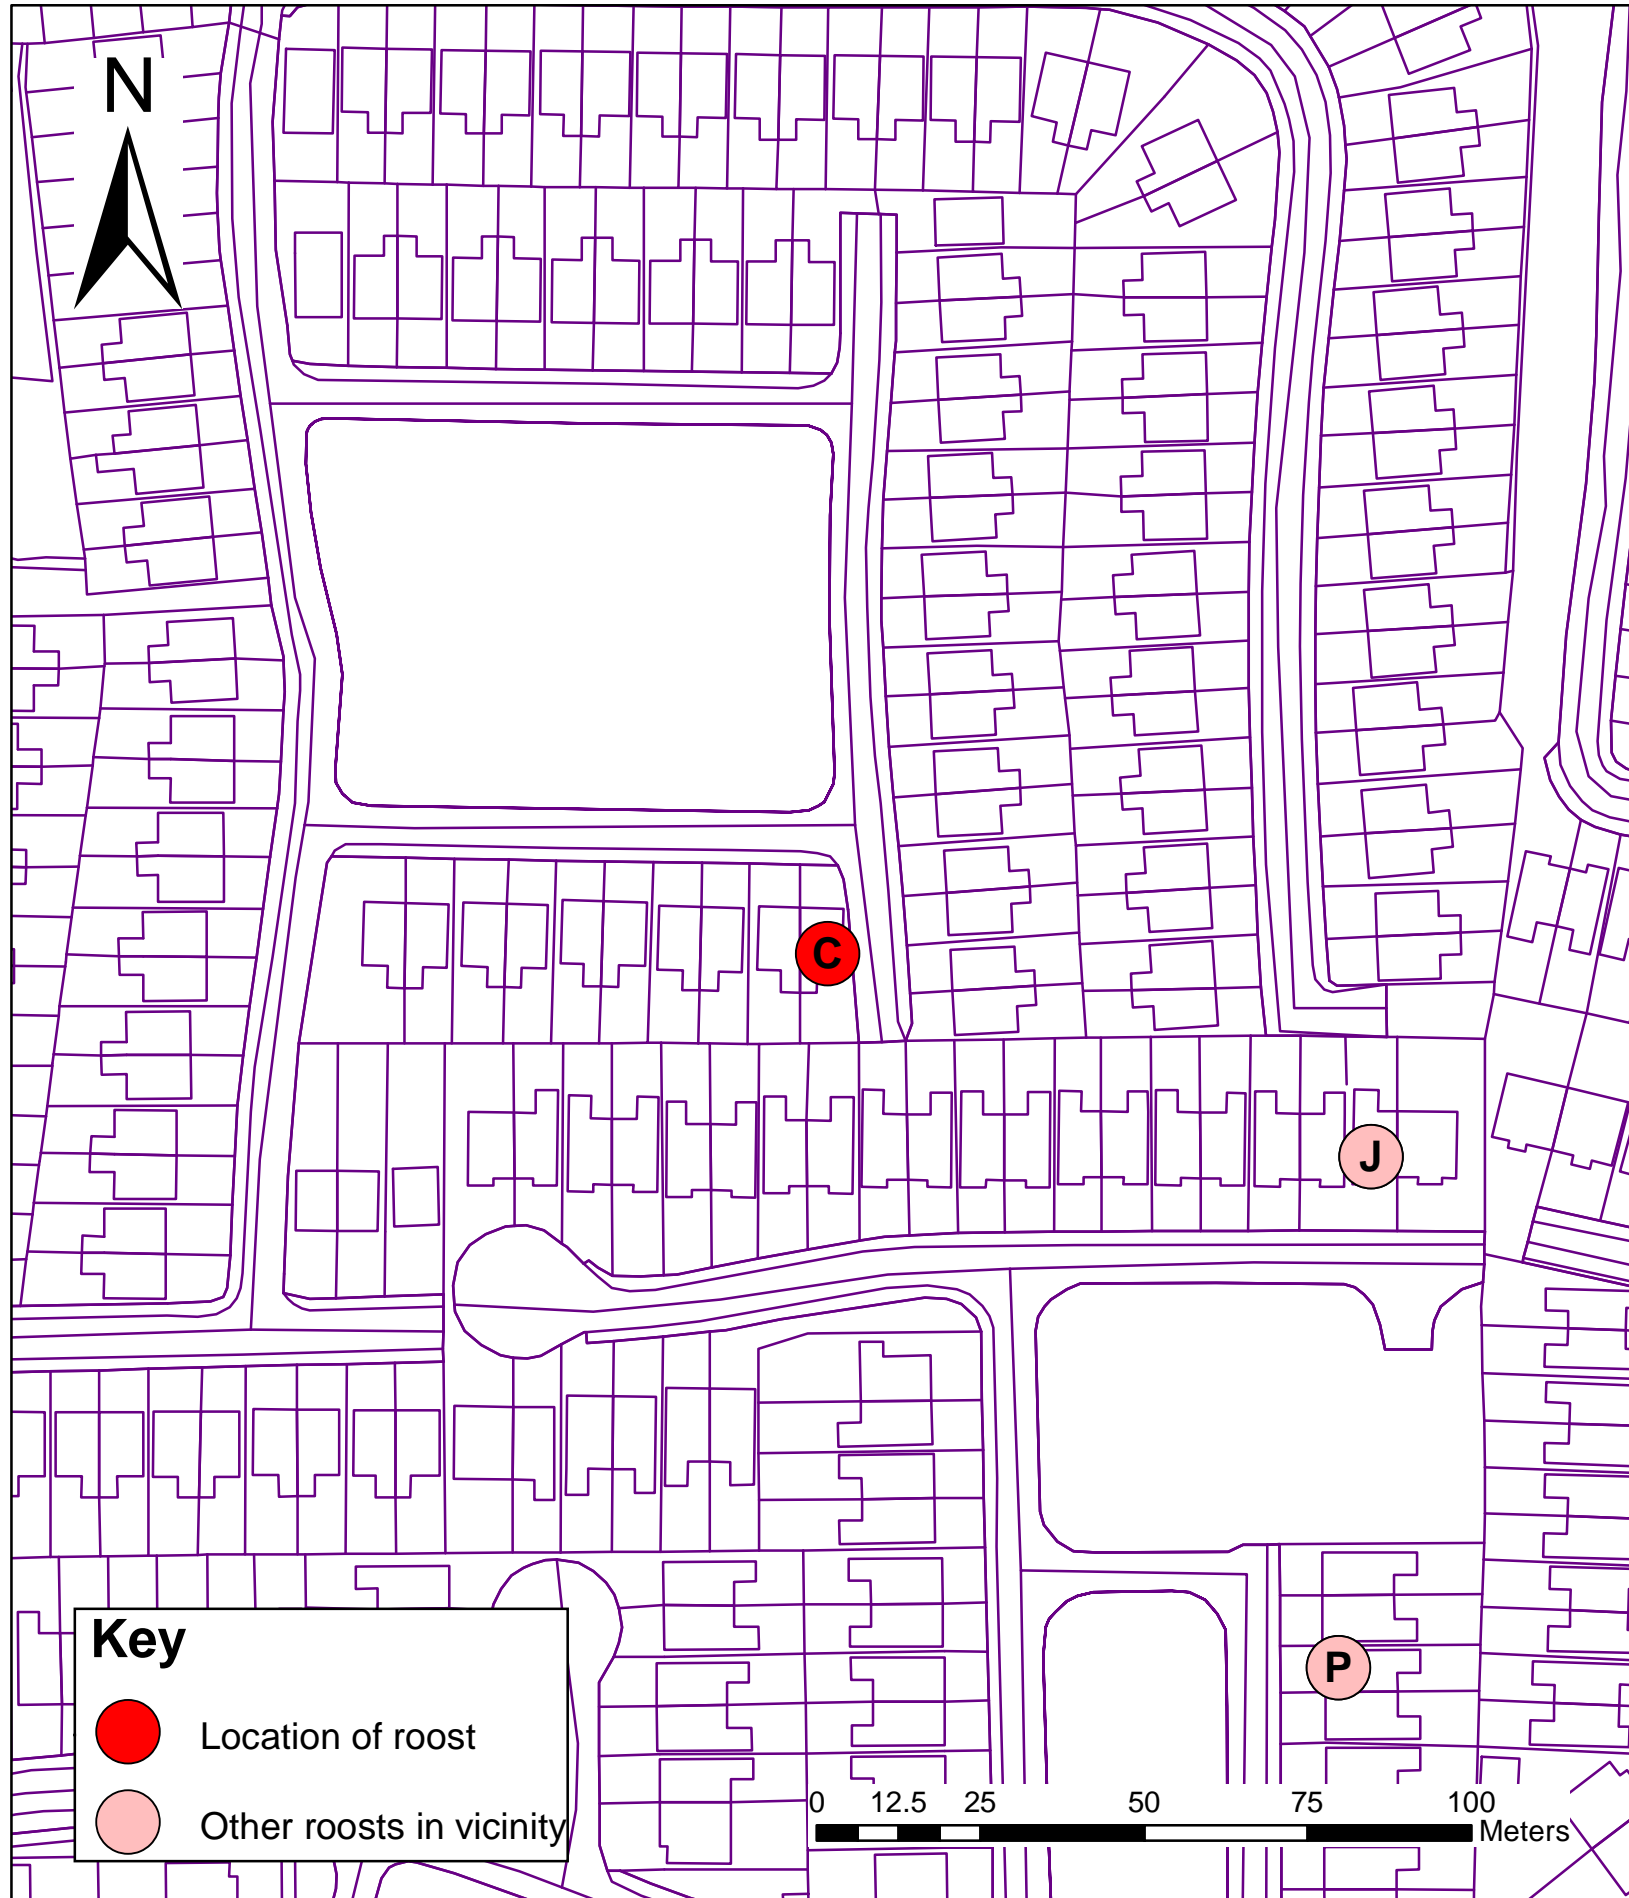 N
C
J
P
Key
Location of roost
Other roosts in vicinity
0 12.5 25 50 75 100
Meters